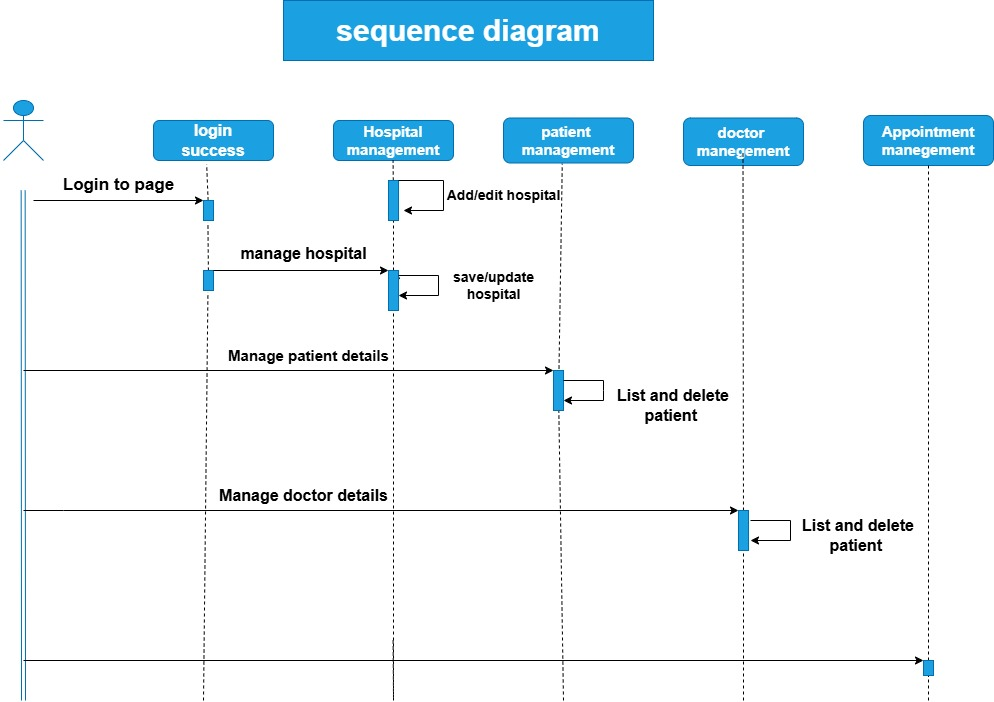 sequence diagram
login
success
Hospital
management
patient
management
doctor
manegement
Appointment
manegement
Login to page
Add/edit hospital
manage hospital
save/update
hospital
Manage patient details
List and delete
patient
Manage doctor details
List and delete
patient